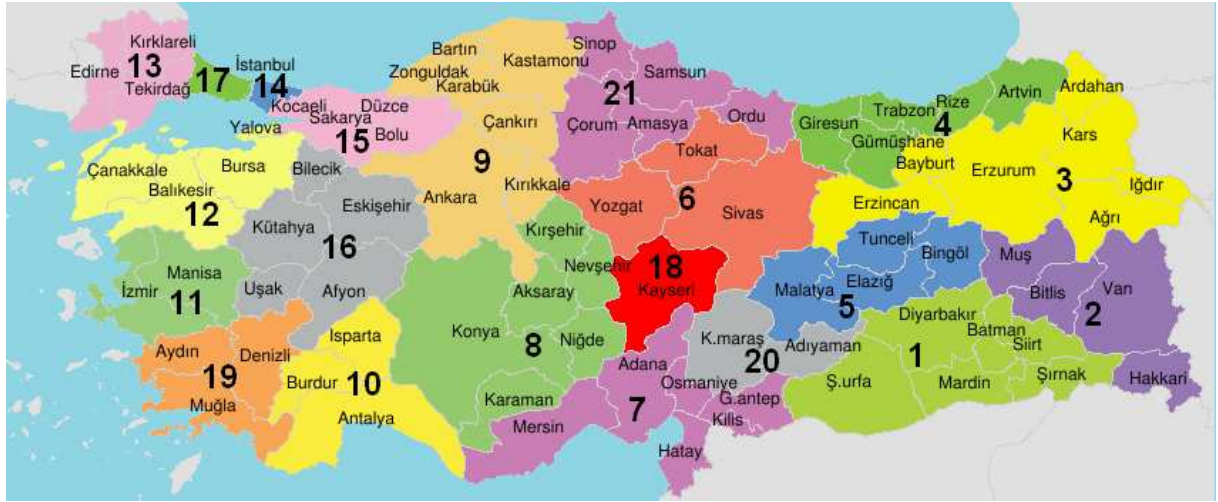 Kırklareli
Edirne
13
Tekirdağ
17
İstanbul
14
Kocaeli
Sakarya
Düzce
Bolu
15
Yalova
Bartın
Zonguldak
Karabük
Kastamonu
Çankırı
9
Ankara
Kırıkkale
Sinop
Samsun
21
Çorum
Amasya
Ordu
Tokat
6
Yozgat
Sivas
Giresun
Trabzon
Rize
4
Artvin
Gümüşhane
Bayburt
Ardahan
Kars
Erzurum
3
Iğdır
Ağrı
Erzincan
Çanakkale
Bursa
Balıkesir
12
Bilecik
Eskişehir
Kütahya
16
Uşak
Afyon
Manisa
İzmir
11
Aydın
Denizli
19
Muğla
Isparta
Burdur
10
Antalya
Kırşehir
Nevşehir
Aksaray
Konya
8
Niğde
Karaman
18
Kayseri
Tunceli
Bingöl
Elazığ
Malatya
5
Muş
Bitlis
Van
2
Hakkari
Diyarbakır
Batman
Siirt
1
Ş.urfa
Mardin
Şırnak
K.maraş
Adıyaman
20
Adana
Osmaniye
7
G.antep
Kilis
Mersin
Hatay